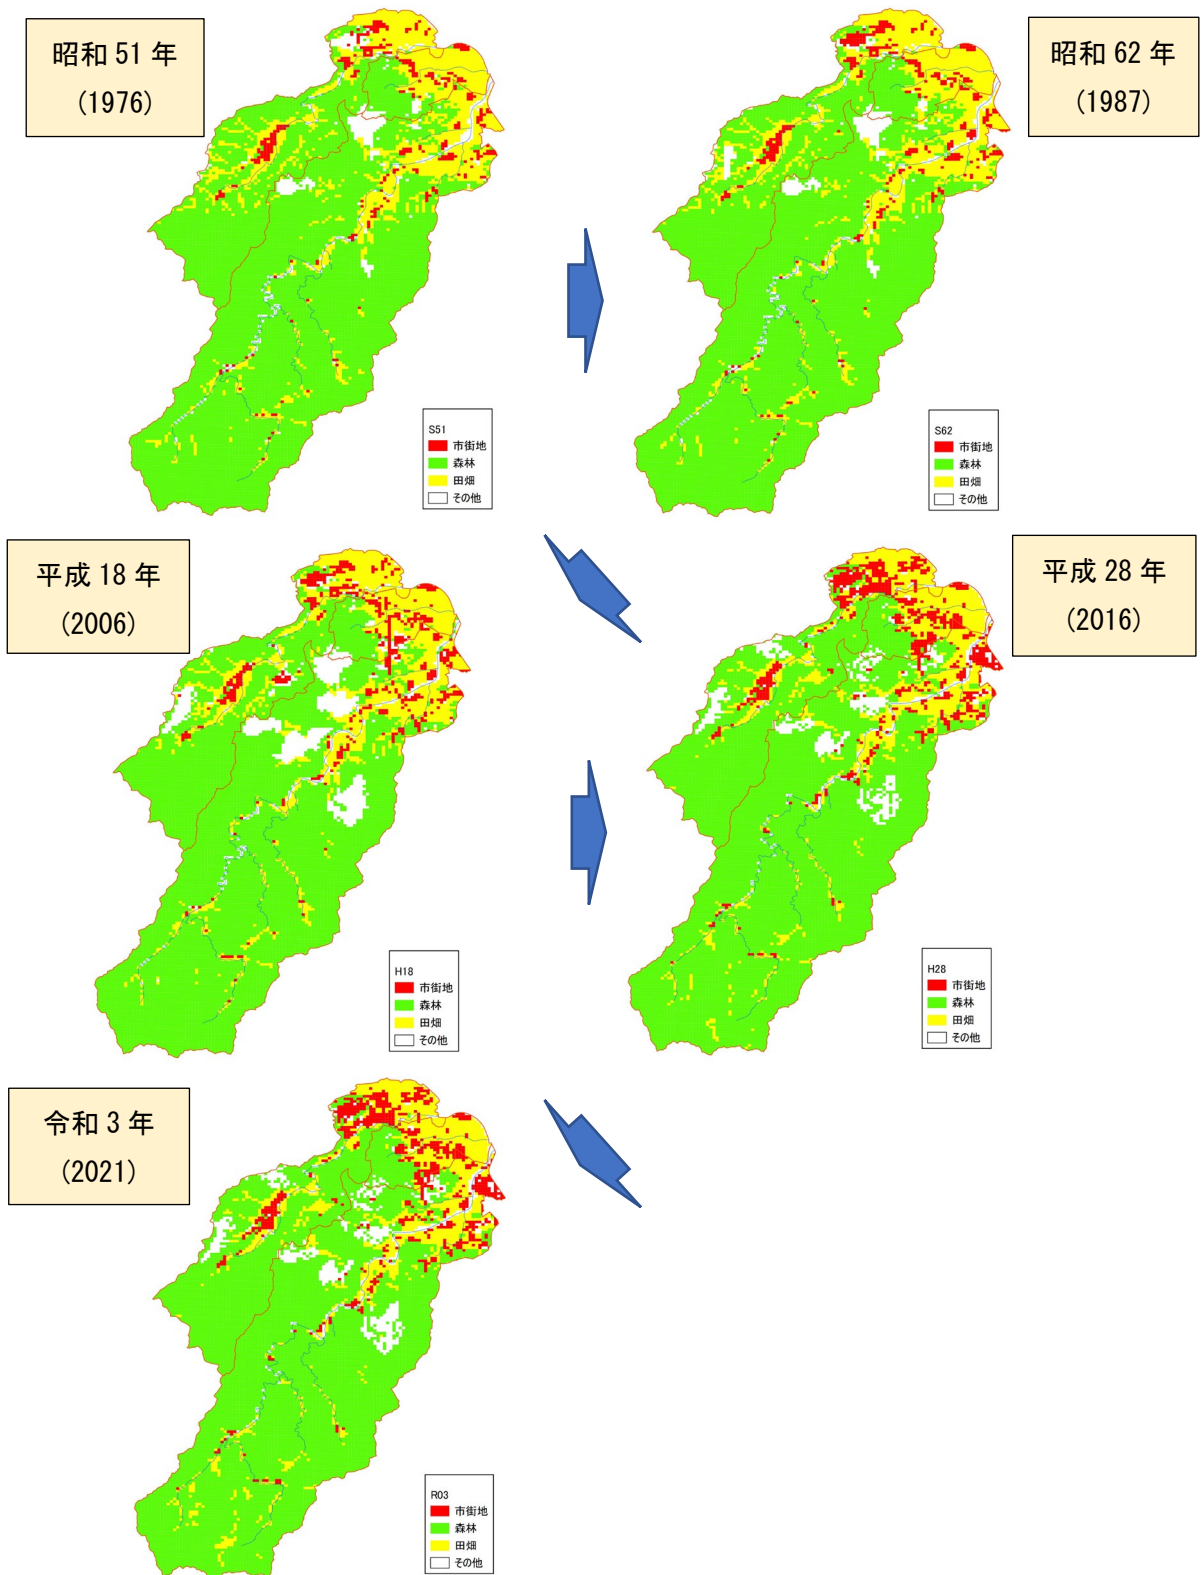 昭和 51 年
(1976)
昭和 62 年
(1987)
S51
市街地
森林
田畑
その他
S62
市街地
森林
田畑
その他
平成 18 年
(2006)
平成 28 年
(2016)
H18
市街地
森林
田畑
その他
H28
市街地
森林
田畑
その他
令和 3 年
(2021)
R03
市街地
森林
田畑
その他